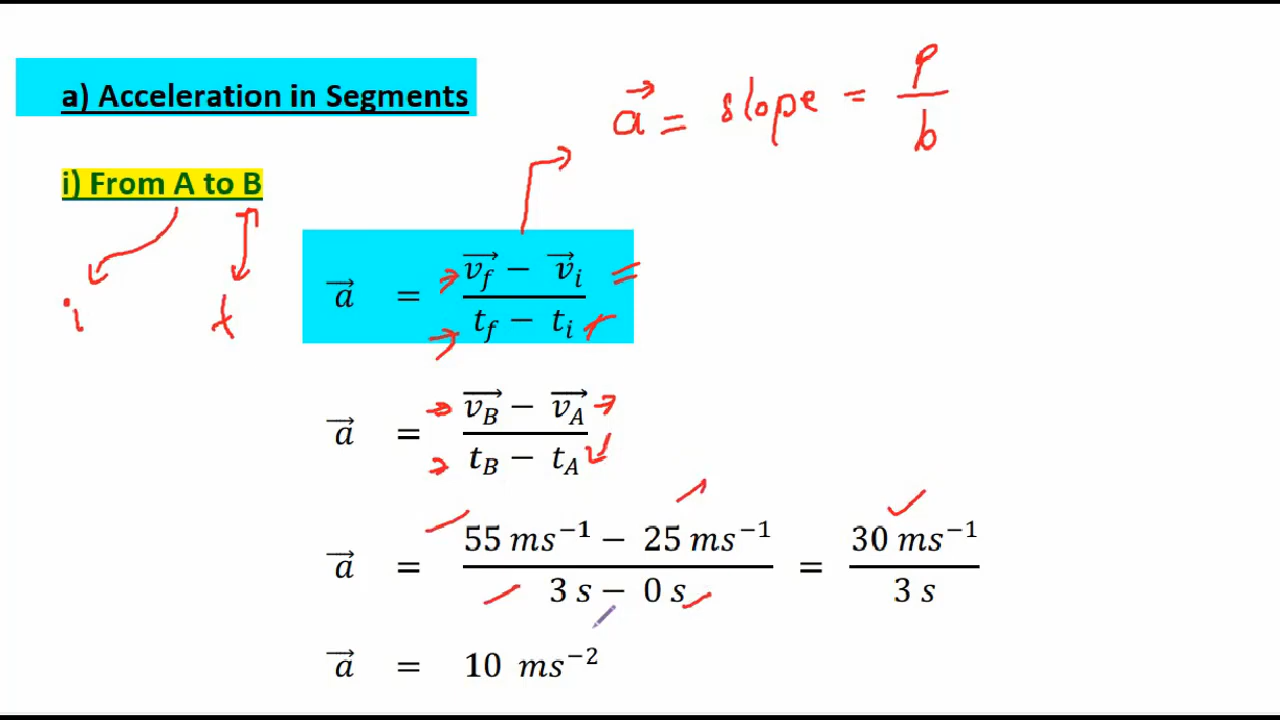 a) Acceleration in Segments
a⃗ = slope = p/b
i) From A to B
i f
a⃗ = (v_f⃗ − v⃗_i)/(t_f − t_i)
a⃗ = (v_B⃗ − v_A⃗)/(t_B − t_A)
a⃗ = (55 ms⁻¹ − 25 ms⁻¹)/(3 s − 0 s) = 30 ms⁻¹/3 s
a⃗ = 10 ms⁻²